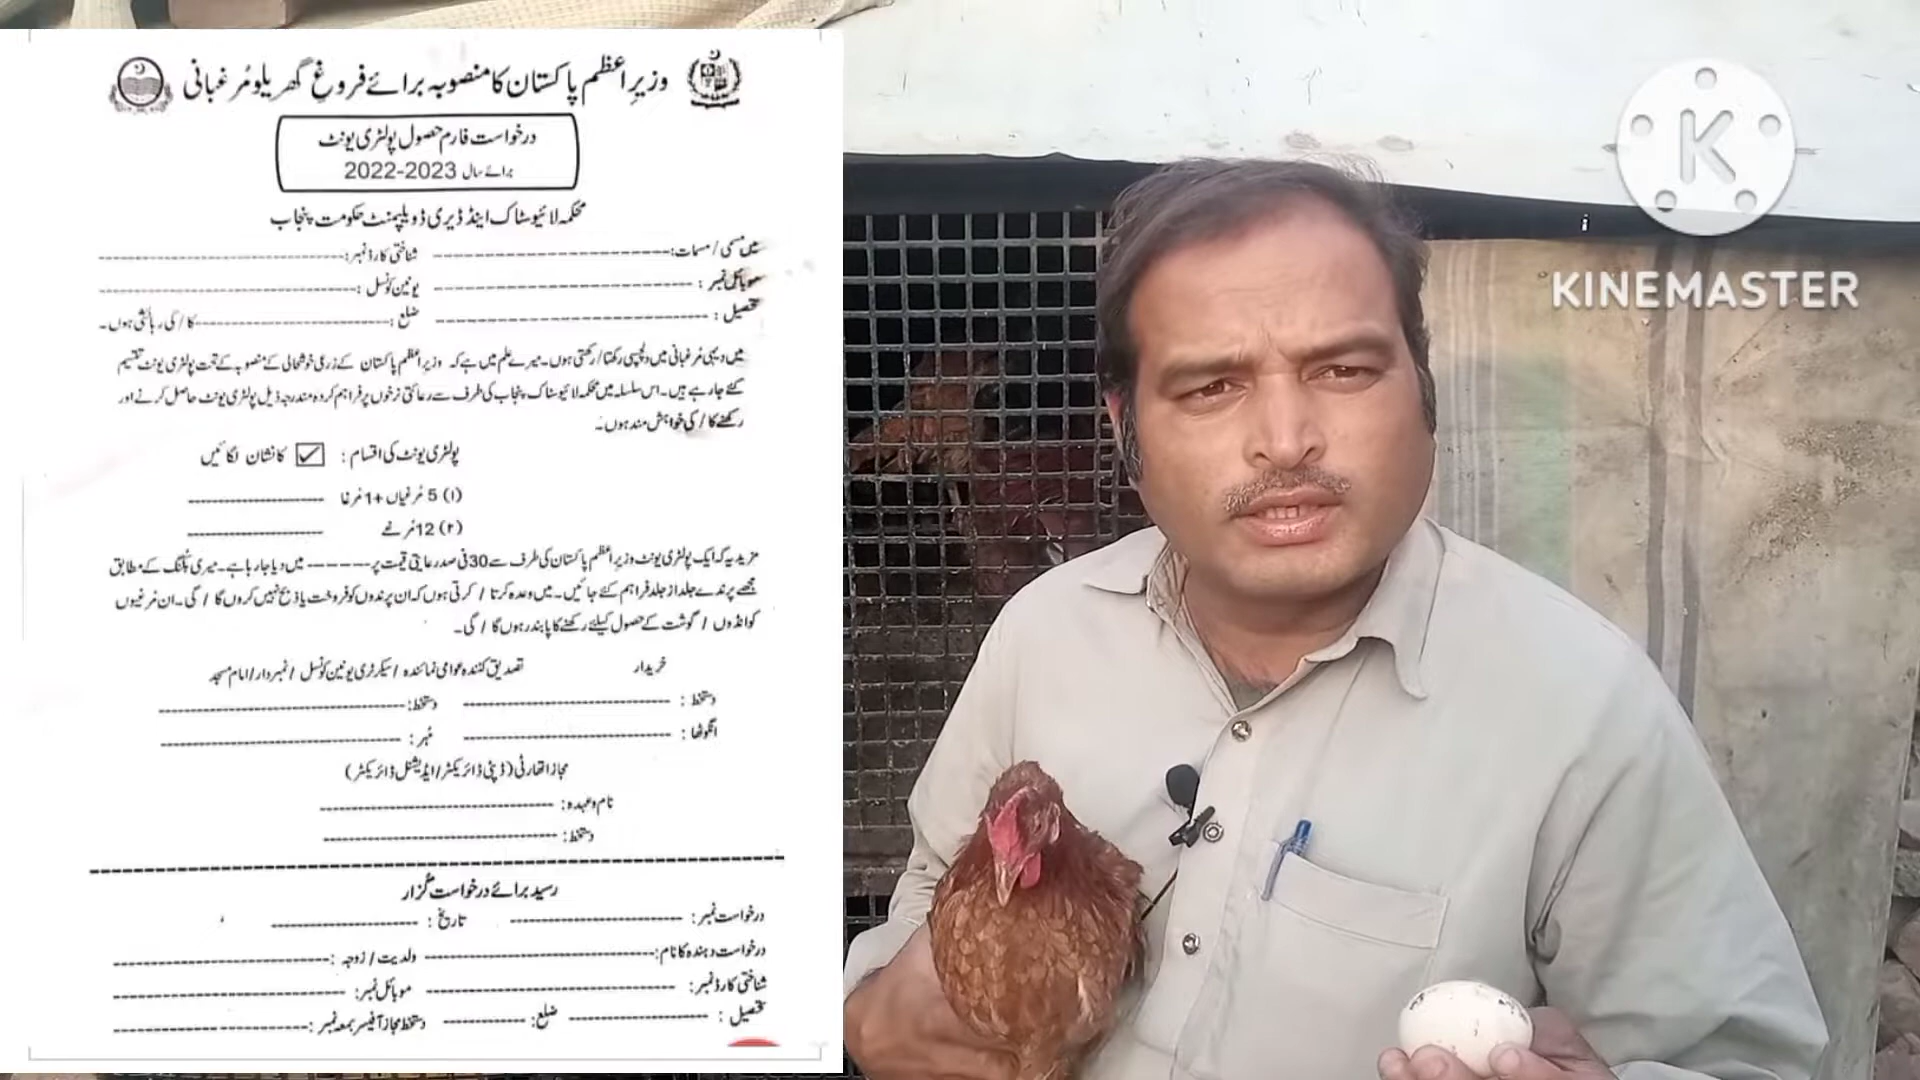 وزیرِ اعظم پاکستان کا منصوبہ برائے فروغِ گھریلو مُرغبانی
درخواست فارم حصول پولٹری یونٹ
برائے سال 2022-2023
محکمہ لائیوسٹاک اینڈ ڈیری ڈویلپمنٹ حکومت پنجاب
میں مسمی / مسمات: شناختی کارڈ نمبر:
موبائل نمبر : یونین کونسل :
تحصیل : ضلع : کا / کی رہائشی ہوں۔
میں دیہی مُرغبانی میں دلچسپی رکھتا / رکھتی ہوں۔ میرے علم میں ہے کہ وزیرِ اعظم پاکستان کے زرعی خوشحالی کے منصوبہ کے تحت پولٹری یونٹ تقسیم
کئے جا رہے ہیں۔ اس سلسلہ میں محکمہ لائیوسٹاک پنجاب کی طرف سے رعائتی نرخوں پر فراہم کردہ مندرجہ ذیل پولٹری یونٹ حاصل کرنے اور
رکھنے کا / کی خواہش مند ہوں۔
پولٹری یونٹ کی اقسام : ☑ کا نشان لگائیں
(۱) 5 مُرغیاں +1 مُرغا
(۲) 12 مُرغے
مزید یہ کہ ایک پولٹری یونٹ وزیرِ اعظم پاکستان کی طرف سے 30 فی صد رعایتی قیمت پر ------ میں دیا جا رہا ہے۔ میری بُکنگ کے مطابق
مجھے پرندے جلد از جلد فراہم کئے جائیں۔ میں وعدہ کرتا / کرتی ہوں کہ ان پرندوں کو فروخت یا ذبح نہیں کروں گا / گی۔ ان مُرغیوں
کو انڈوں / گوشت کے حصول کیلئے رکھنے کا پابند رہوں گا / گی۔
خریدار تصدیق کنندہ عوامی نمائندہ / سیکرٹری یونین کونسل / نمبردار / امام مسجد
دستخط : دستخط:
انگوٹھا : مُہر :
مجاز اتھارٹی (ڈپٹی ڈائریکٹر / ایڈیشنل ڈائریکٹر)
نام و عہدہ:
دستخط:
رسید برائے درخواست گزار
درخواست نمبر: تاریخ :
درخواست دہندہ کا نام: ولدیت / زوجہ :
شناختی کارڈ نمبر: موبائل نمبر:
تحصیل : ضلع: دستخط مجاز آفیسر بمعہ نمبر:
K
KINEMASTER